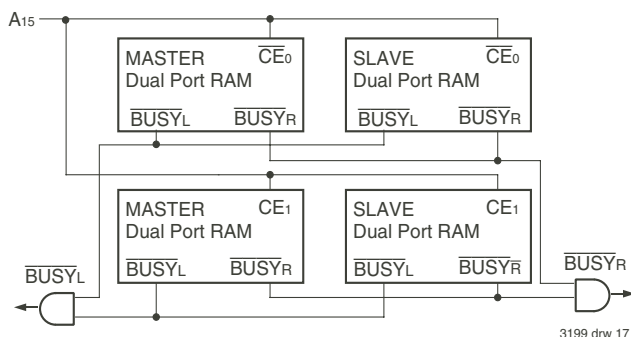 A15
MASTER CE0
Dual Port RAM
BUSYL BUSYR
SLAVE CE0
Dual Port RAM
BUSYL BUSYR
MASTER CE1
Dual Port RAM
BUSYL BUSYR
SLAVE CE1
Dual Port RAM
BUSYL BUSYR
BUSYL
BUSYR
3199 drw 17